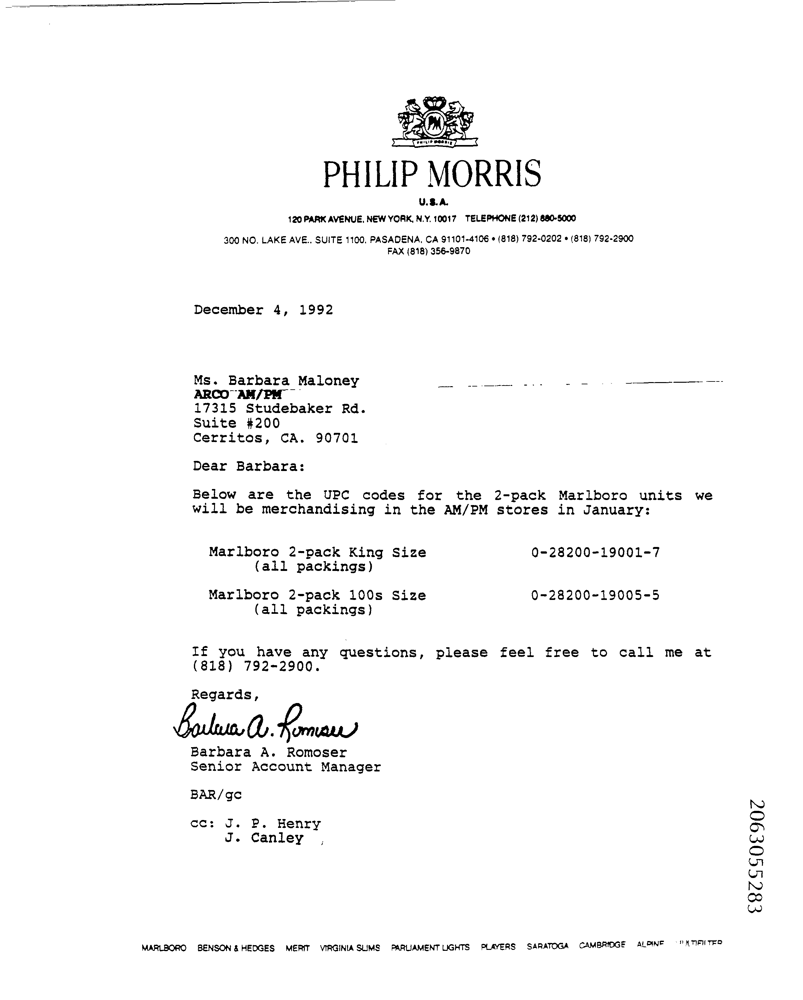 PM
PHILIP MORRIS
PHILIP MORRIS
U.S.A.
120 PARK AVENUE, NEW YORK, N.Y. 10017 TELEPHONE (212) 880-5000
300 NO. LAKE AVE., SUITE 1100, PASADENA, CA 91101-4106 • (818) 792-0202 • (818) 792-2900
FAX (818) 356-9870
December 4, 1992
Ms. Barbara Maloney
ARCO AM/PM
17315 Studebaker Rd.
Suite #200
Cerritos, CA. 90701
Dear Barbara:
Below are the UPC codes for the 2-pack Marlboro units we
will be merchandising in the AM/PM stores in January:
Marlboro 2-pack King Size 0-28200-19001-7
(all packings)
Marlboro 2-pack 100s Size 0-28200-19005-5
(all packings)
If you have any questions, please feel free to call me at
(818) 792-2900.
Regards,
Barbara A. Romoser
Barbara A. Romoser
Senior Account Manager
BAR/gc
cc: J. P. Henry
J. Canley
2063055283
MARLBORO BENSON & HEDGES MERIT VIRGINIA SLIMS PARLIAMENT LIGHTS PLAYERS SARATOGA CAMBRIDGE ALPINE